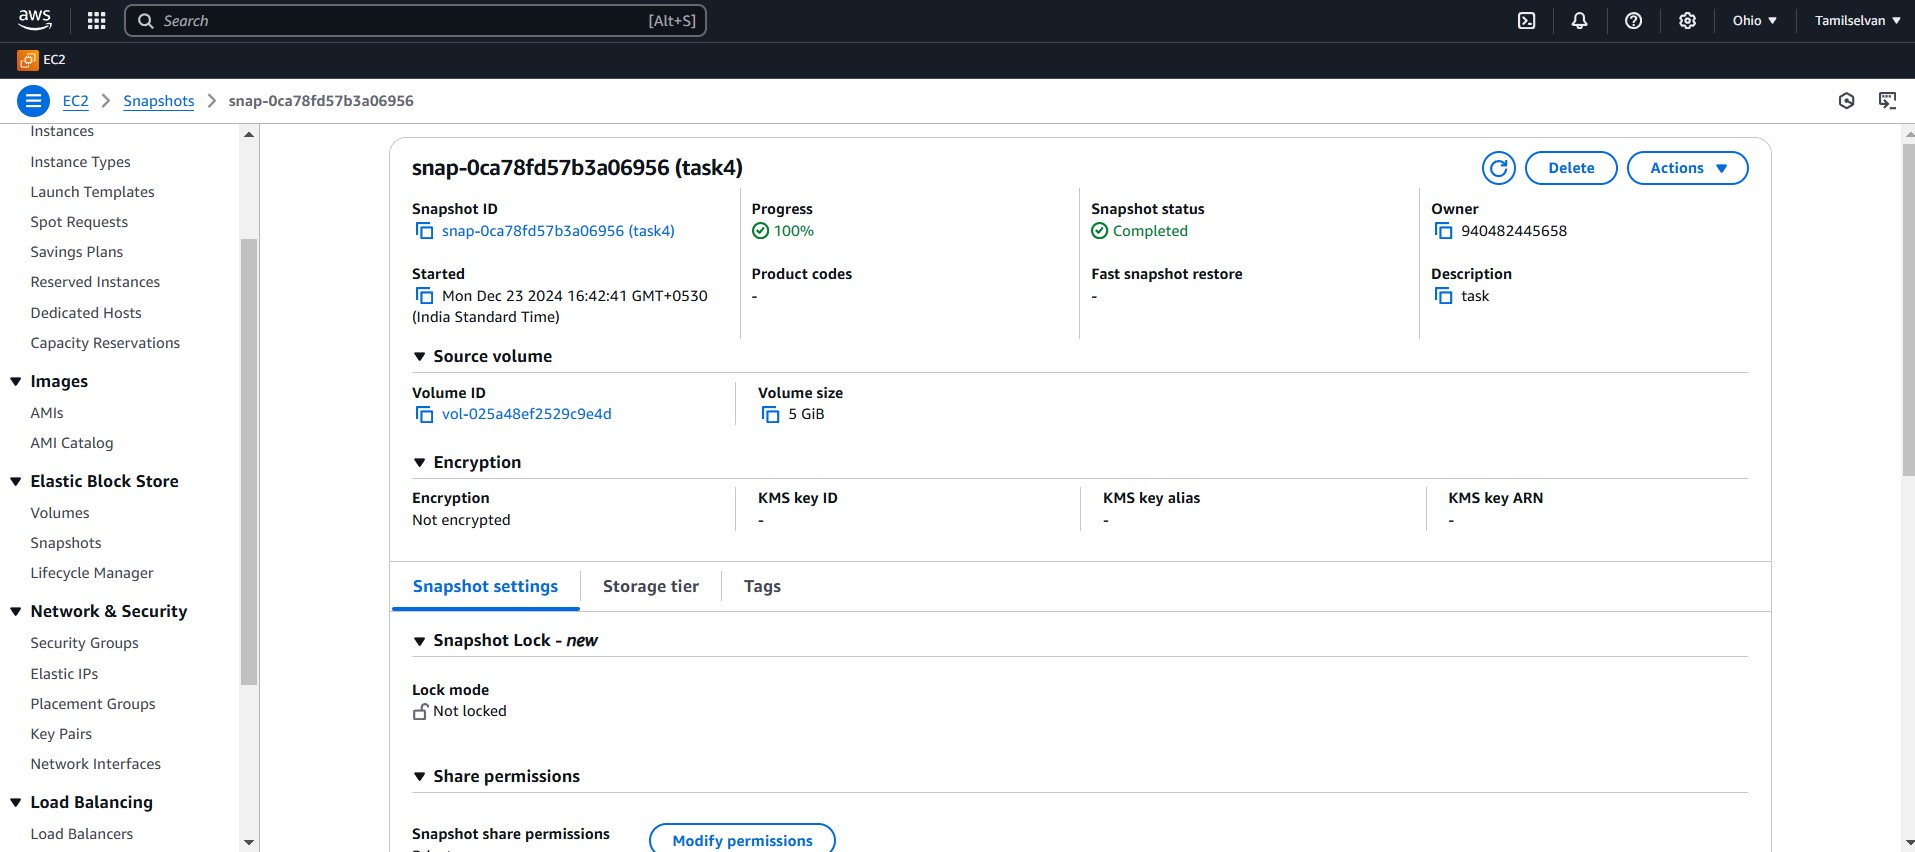 aws
Search [Alt+S]
Ohio
Tamilselvan
EC2
EC2 > Snapshots > snap-0ca78fd57b3a06956
Instances
Instance Types
Launch Templates
Spot Requests
Savings Plans
Reserved Instances
Dedicated Hosts
Capacity Reservations
Images
AMIs
AMI Catalog
Elastic Block Store
Volumes
Snapshots
Lifecycle Manager
Network & Security
Security Groups
Elastic IPs
Placement Groups
Key Pairs
Network Interfaces
Load Balancing
Load Balancers
snap-0ca78fd57b3a06956 (task4)
Delete
Actions
Snapshot ID
snap-0ca78fd57b3a06956 (task4)
Progress
100%
Snapshot status
Completed
Owner
940482445658
Started
Mon Dec 23 2024 16:42:41 GMT+0530
(India Standard Time)
Product codes
-
Fast snapshot restore
-
Description
task
Source volume
Volume ID
vol-025a48ef2529c9e4d
Volume size
5 GiB
Encryption
Encryption
Not encrypted
KMS key ID
-
KMS key alias
-
KMS key ARN
-
Snapshot settings
Storage tier
Tags
Snapshot Lock - new
Lock mode
Not locked
Share permissions
Snapshot share permissions
Modify permissions